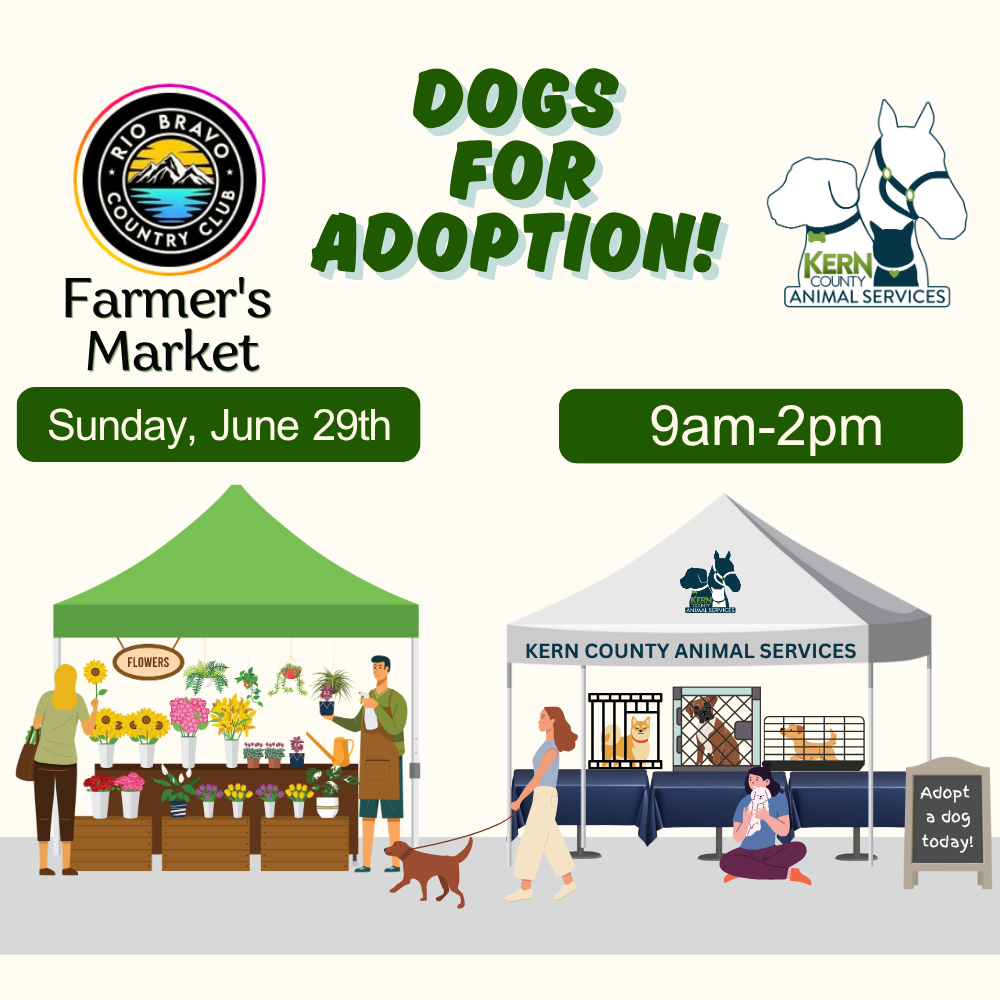 DOGS
FOR
ADOPTION!
RIO BRAVO
COUNTRY CLUB
Farmer's
Market
KERN
COUNTY
ANIMAL SERVICES
Sunday, June 29th
9am-2pm
KERN
COUNTY
ANIMAL SERVICES
KERN COUNTY ANIMAL SERVICES
FLOWERS
Adopt
a dog
today!